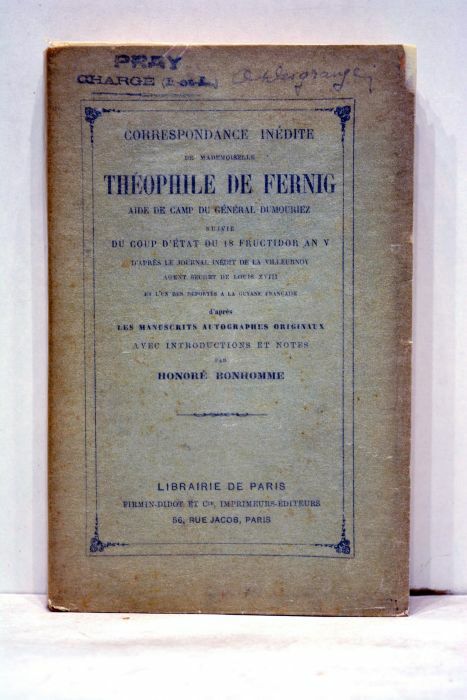 PRAY
CHARGE (I-et-L.)
CORRESPONDANCE INÉDITE
DE MADEMOISELLE
THÉOPHILE DE FERNIG
AIDE DE CAMP DU GÉNÉRAL DUMOURIEZ
SUIVIE
DU COUP D'ÉTAT DU 18 FRUCTIDOR AN V
D'APRÈS LE JOURNAL INÉDIT DE LA VILLEURNOY
AGENT SECRET DE LOUIS XVIII
ET L'UN DES DÉPORTÉS A LA GUYANE FRANÇAISE
d'après
LES MANUSCRITS AUTOGRAPHES ORIGINAUX
AVEC INTRODUCTIONS ET NOTES
PAR
HONORÉ BONHOMME
LIBRAIRIE DE PARIS
FIRMIN-DIDOT ET Cie, IMPRIMEURS-ÉDITEURS
56, RUE JACOB, PARIS